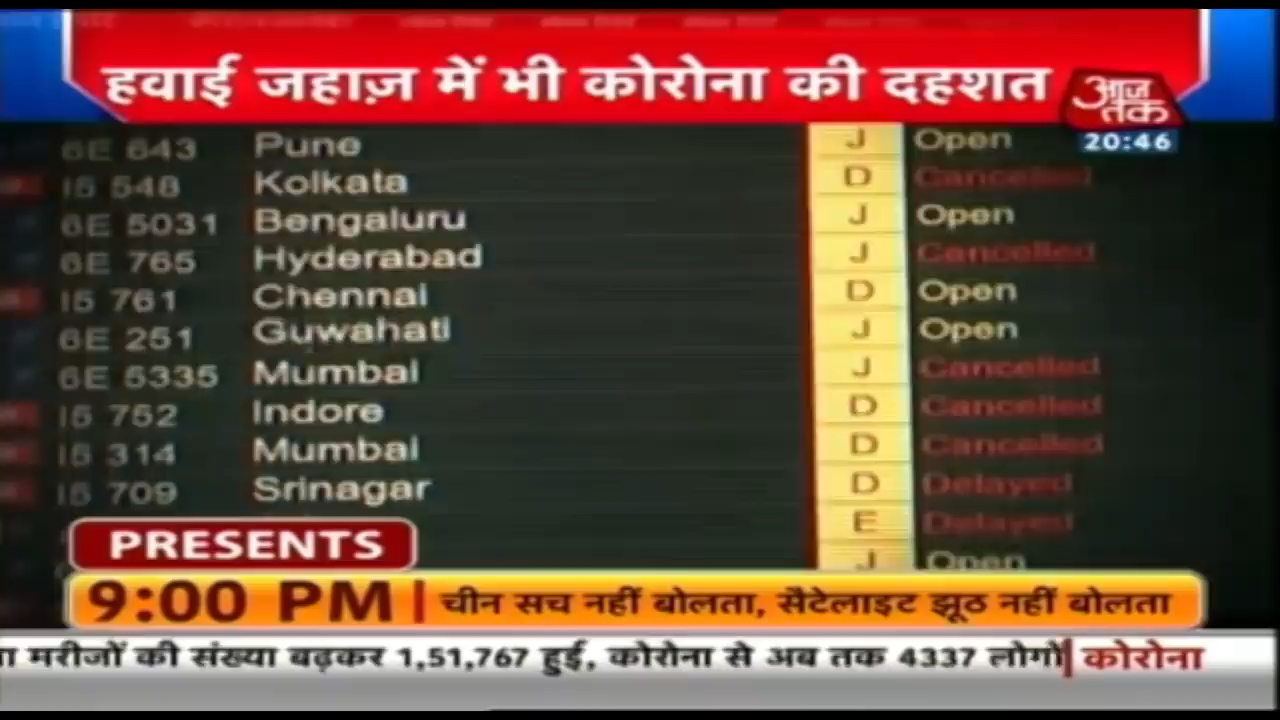 हवाई जहाज़ में भी कोरोना की दहशत
आज तक
20:46
6E 643 Pune J Open
I5 548 Kolkata D Cancelled
6E 5031 Bengaluru J Open
6E 765 Hyderabad J Cancelled
I5 761 Chennai D Open
6E 251 Guwahati J Open
6E 5335 Mumbai J Cancelled
I5 752 Indore D Cancelled
I5 314 Mumbai D Cancelled
I5 709 Srinagar D Delayed
E Delayed
J Open
PRESENTS
9:00 PM चीन सच नहीं बोलता, सैटेलाइट झूठ नहीं बोलता
मरीजों की संख्या बढ़कर 1,51,767 हुई, कोरोना से अब तक 4337 लोगों कोरोना